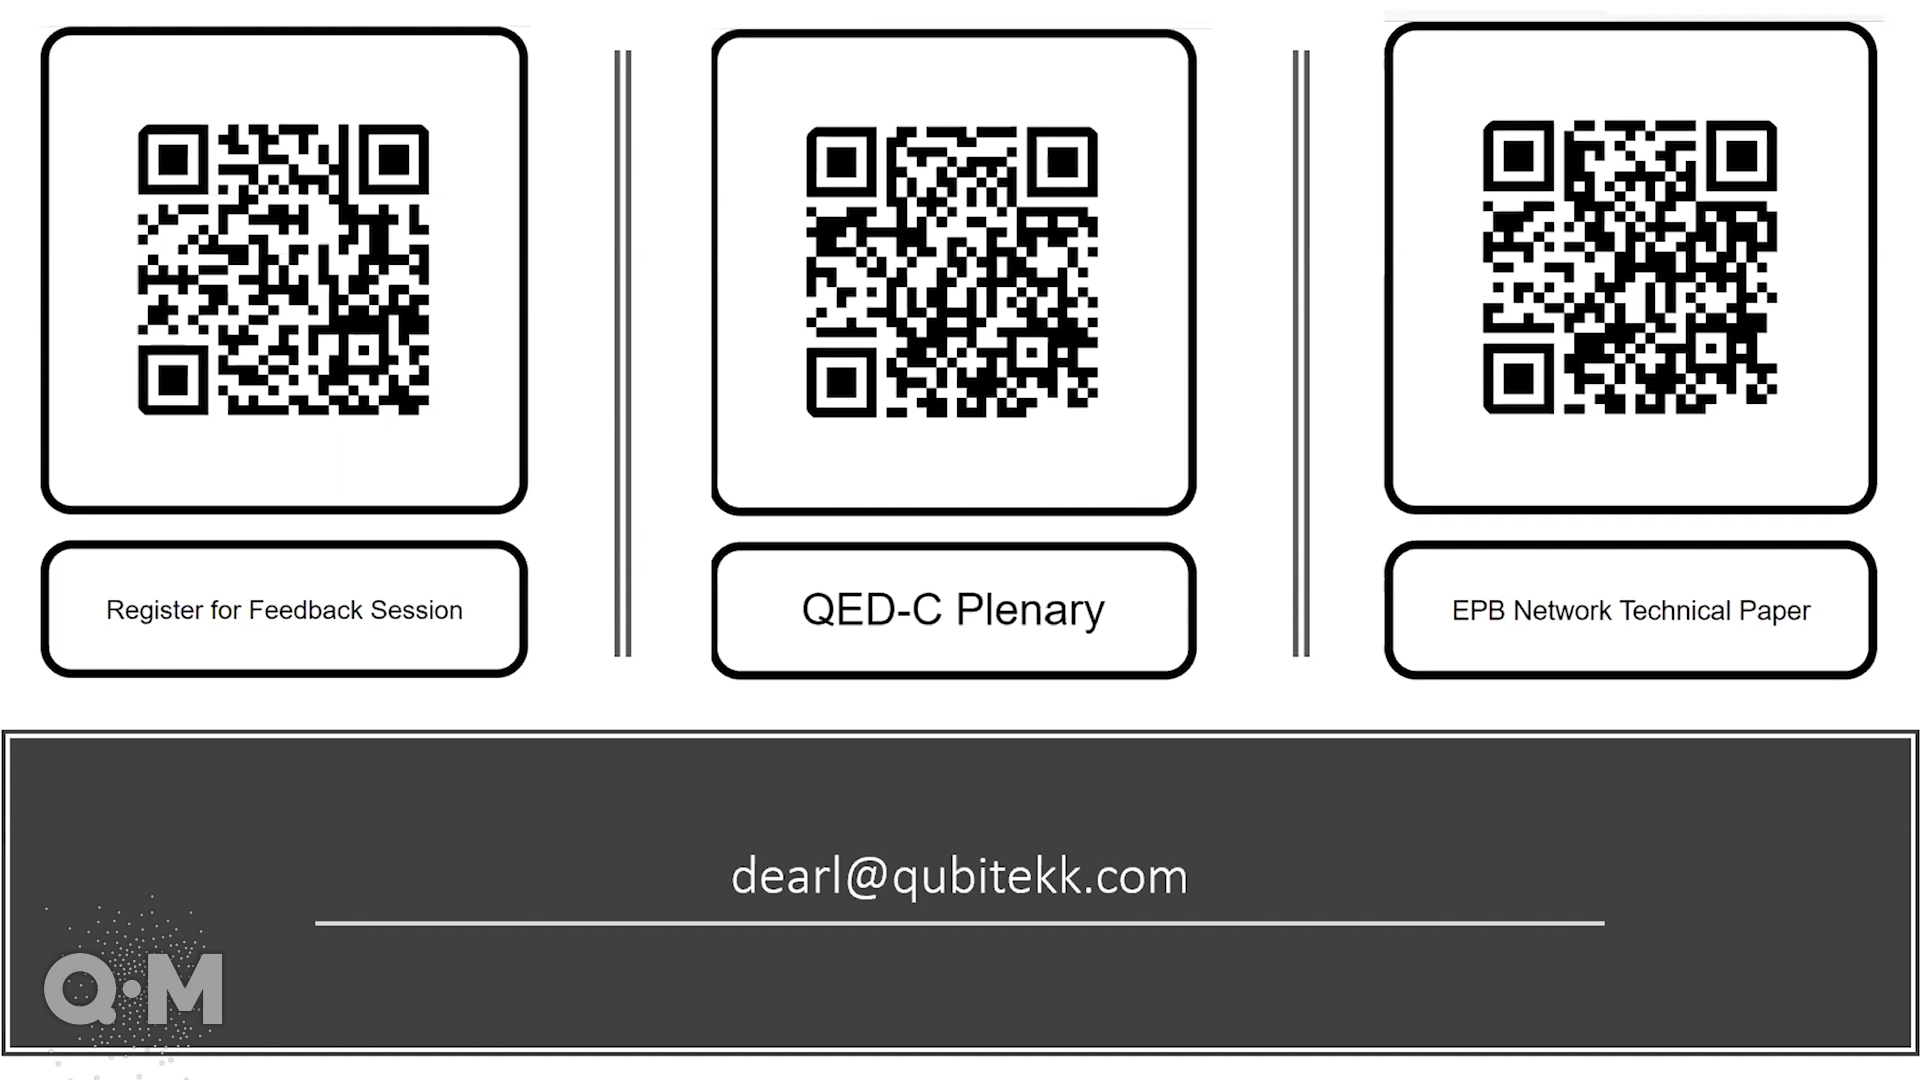 Register for Feedback Session
QED-C Plenary
EPB Network Technical Paper
dearl@qubitekk.com
Q·M